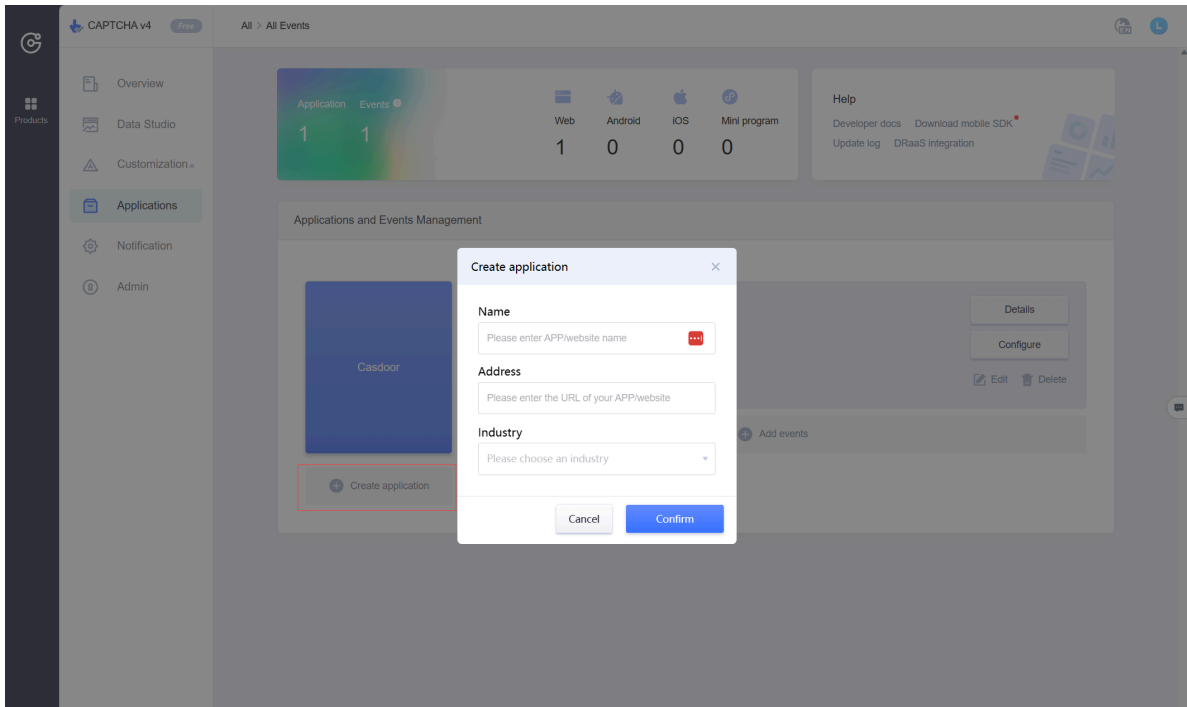 CAPTCHA v4 Free
All > All Events
Products
Overview
Data Studio
Customization
Applications
Notification
Admin
Application Events
1 1
Web Android iOS Mini program
1 0 0 0
Help
Developer docs Download mobile SDK
Update log DRaaS integration
Applications and Events Management
Casdoor
Create application
Create application
Name
Please enter APP/website name
Address
Please enter the URL of your APP/website
Industry
Please choose an industry
Cancel Confirm
Details
Configure
Edit Delete
Add events
L